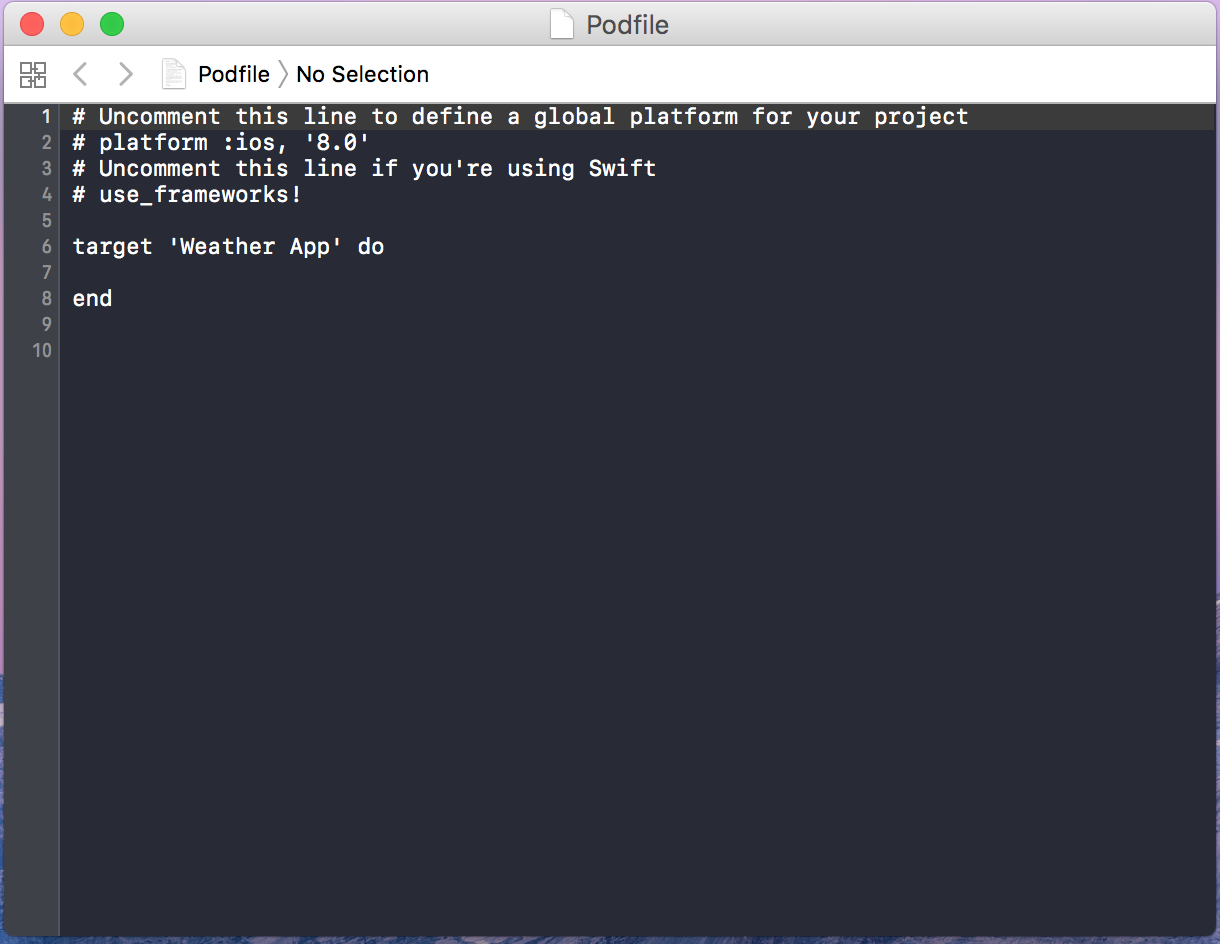 Podfile
Podfile No Selection
1 # Uncomment this line to define a global platform for your project
2 # platform :ios, '8.0'
3 # Uncomment this line if you're using Swift
4 # use_frameworks!
5
6 target 'Weather App' do
7
8 end
9
10